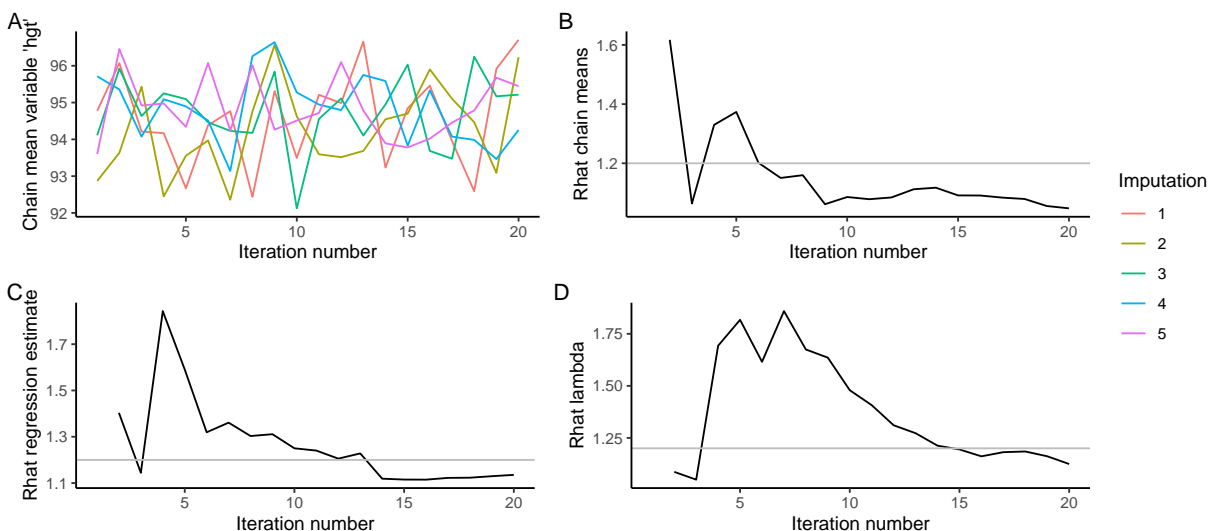 A
Chain mean variable 'hgt'
96
95
94
93
92
5
10
15
20
Iteration number
B
Rhat chain means
1.6
1.4
1.2
5
10
15
20
Iteration number
Imputation
1
2
3
4
5
C
Rhat regression estimate
1.7
1.5
1.3
1.1
5
10
15
20
Iteration number
D
Rhat lambda
1.75
1.50
1.25
5
10
15
20
Iteration number